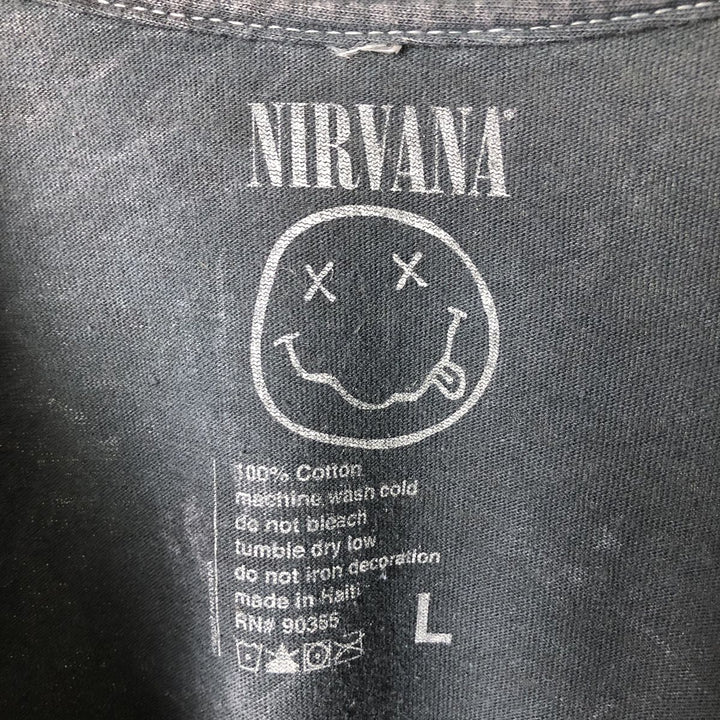 NIRVANA®
100% Cotton
machine wash cold
do not bleach
tumble dry low
do not iron decoration
made in Haiti
RN# 90355
L